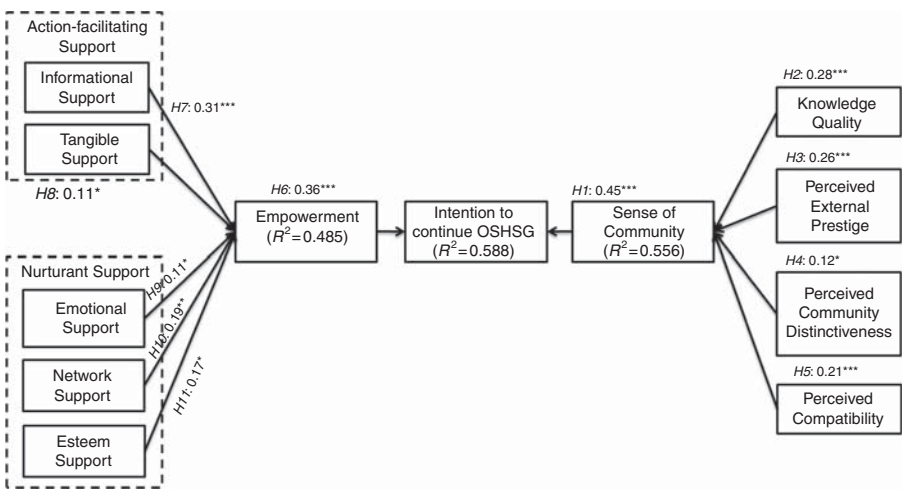 Action-facilitating
Support
Informational
Support
Tangible
Support
H7: 0.31***
H8: 0.11*
Nurturant Support
Emotional
Support
Network
Support
Esteem
Support
H9: 0.11*
H10: 0.19**
H11: 0.17*
H6: 0.36***
Empowerment
(R²=0.485)
Intention to
continue OSHSG
(R²=0.588)
H1: 0.45***
Sense of
Community
(R²=0.556)
H2: 0.28***
Knowledge
Quality
H3: 0.26***
Perceived
External
Prestige
H4: 0.12*
Perceived
Community
Distinctiveness
H5: 0.21***
Perceived
Compatibility